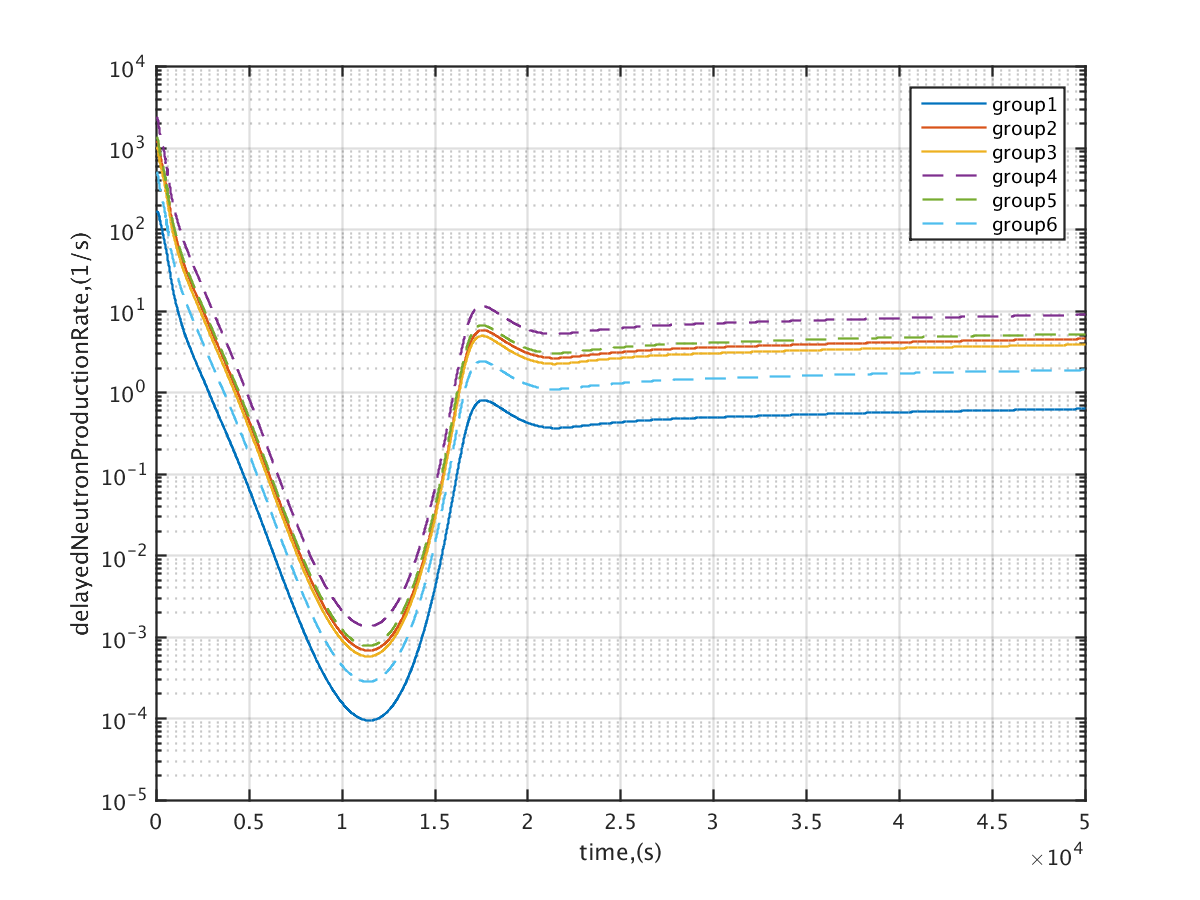 10^4
10^3
10^2
10^1
10^0
10^-1
10^-2
10^-3
10^-4
10^-5
delayedNeutronProductionRate,(1/s)
group1
group2
group3
group4
group5
group6
0 0.5 1 1.5 2 2.5 3 3.5 4 4.5 5
time,(s)
×10^4